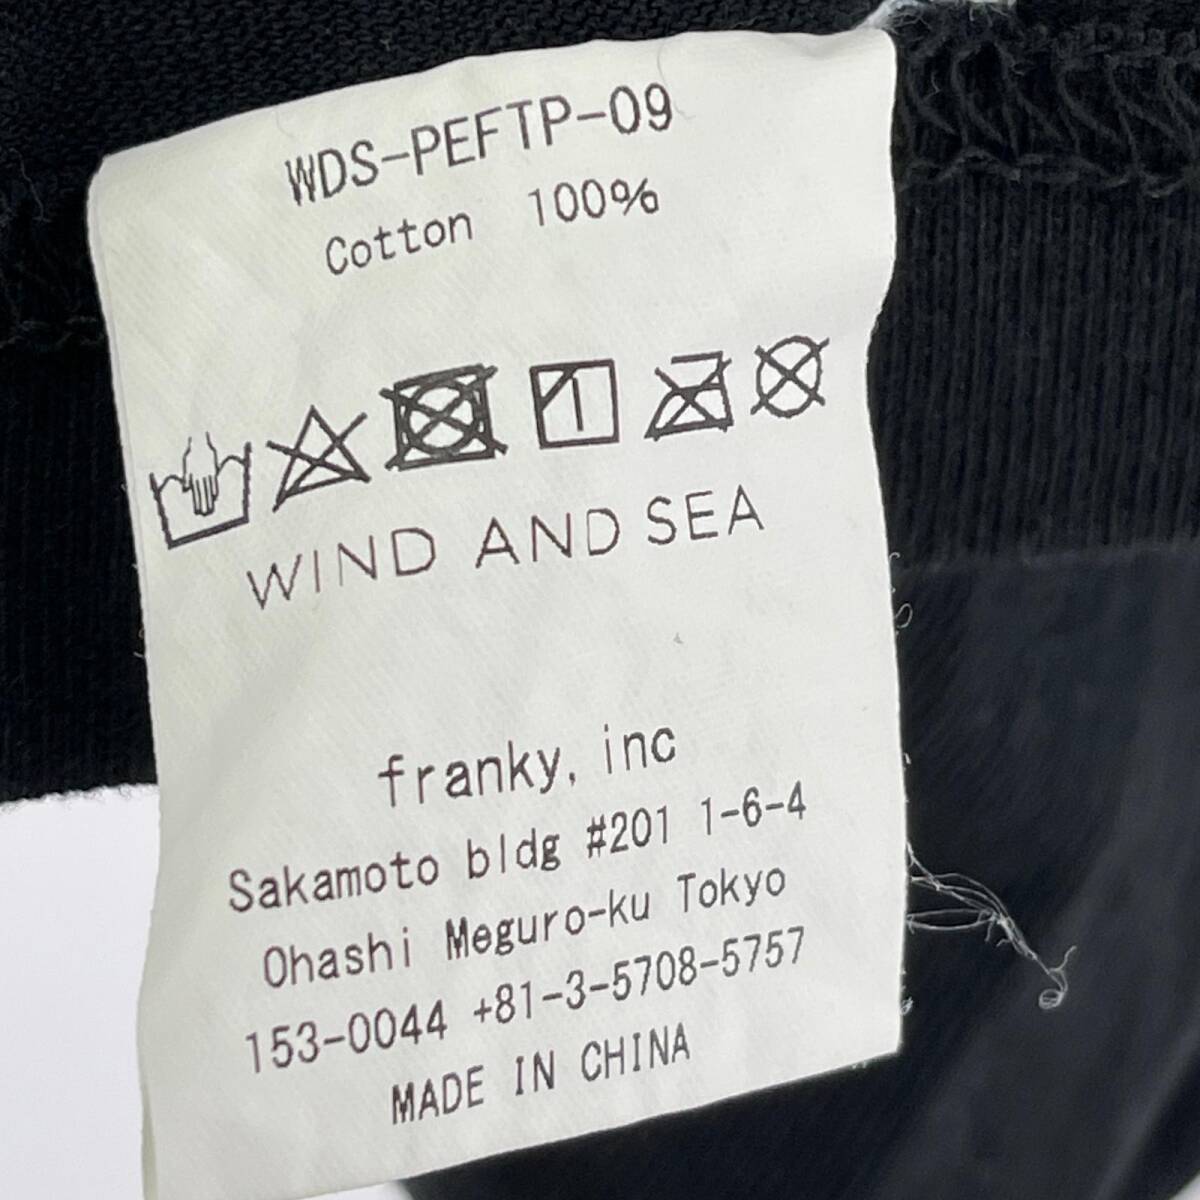 WDS-PEFTP-09
Cotton 100%
WIND AND SEA
franky, inc
Sakamoto bldg #201 1-6-4
Ohashi Meguro-ku Tokyo
153-0044 +81-3-5708-5757
MADE IN CHINA